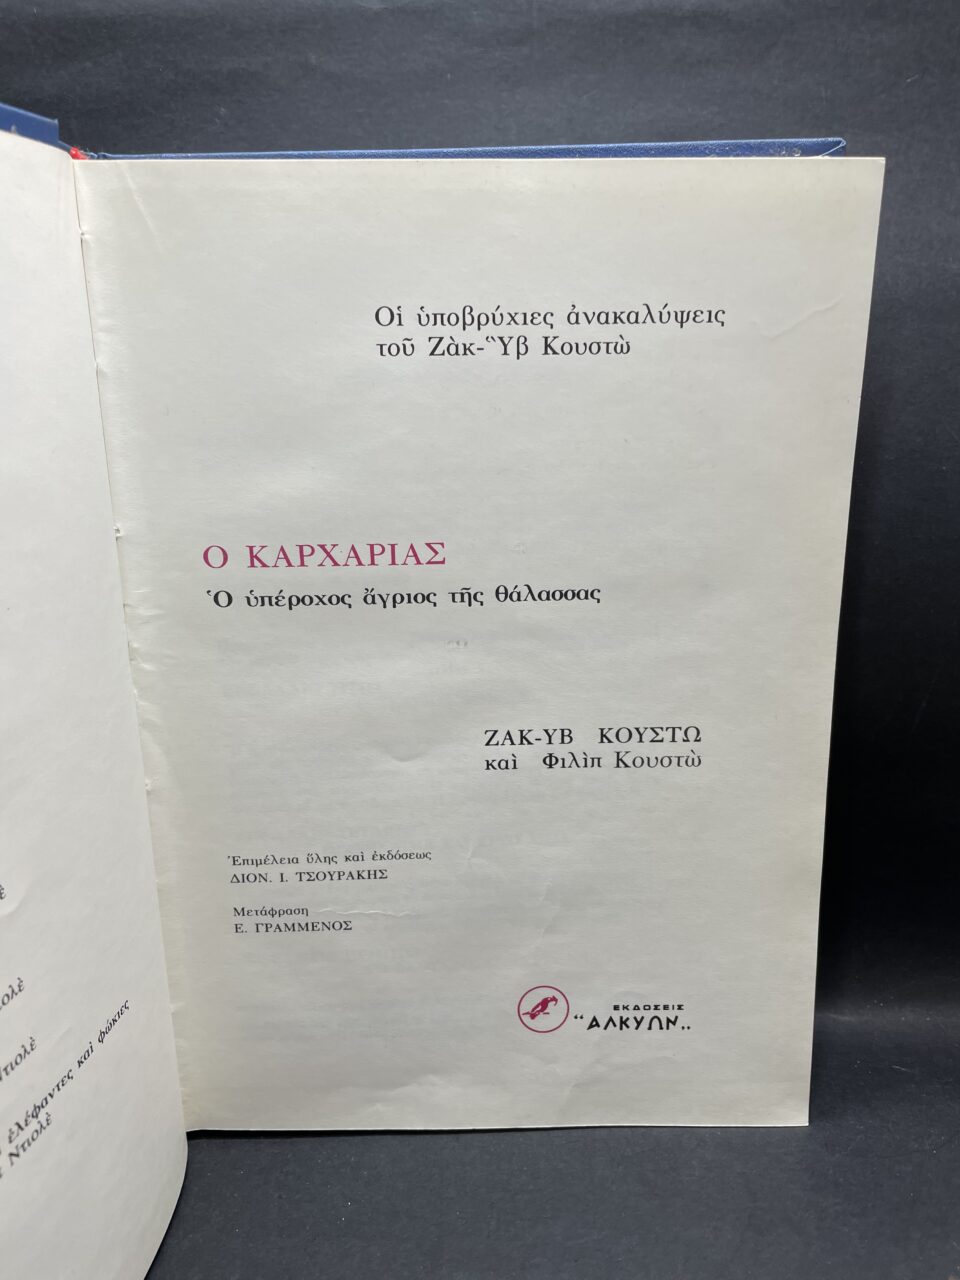 Οἱ ὑποβρύχιες ἀνακαλύψεις
τοῦ Ζὰκ-Ὓβ Κουστὼ
Ο ΚΑΡΧΑΡΙΑΣ
Ὁ ὑπέροχος ἄγριος τῆς θάλασσας
ΖΑΚ-ΥΒ ΚΟΥΣΤΩ
καὶ Φιλὶπ Κουστὼ
Ἐπιμέλεια ὕλης καὶ ἐκδόσεως
ΔΙΟΝ. Ι. ΤΣΟΥΡΑΚΗΣ
Μετάφραση
Ε. ΓΡΑΜΜΕΝΟΣ
ΕΚΔΟΣΕΙΣ
"ΑΛΚΥΩΝ„
ἐλέφαντες καὶ φώκιες
Ντιολὲ